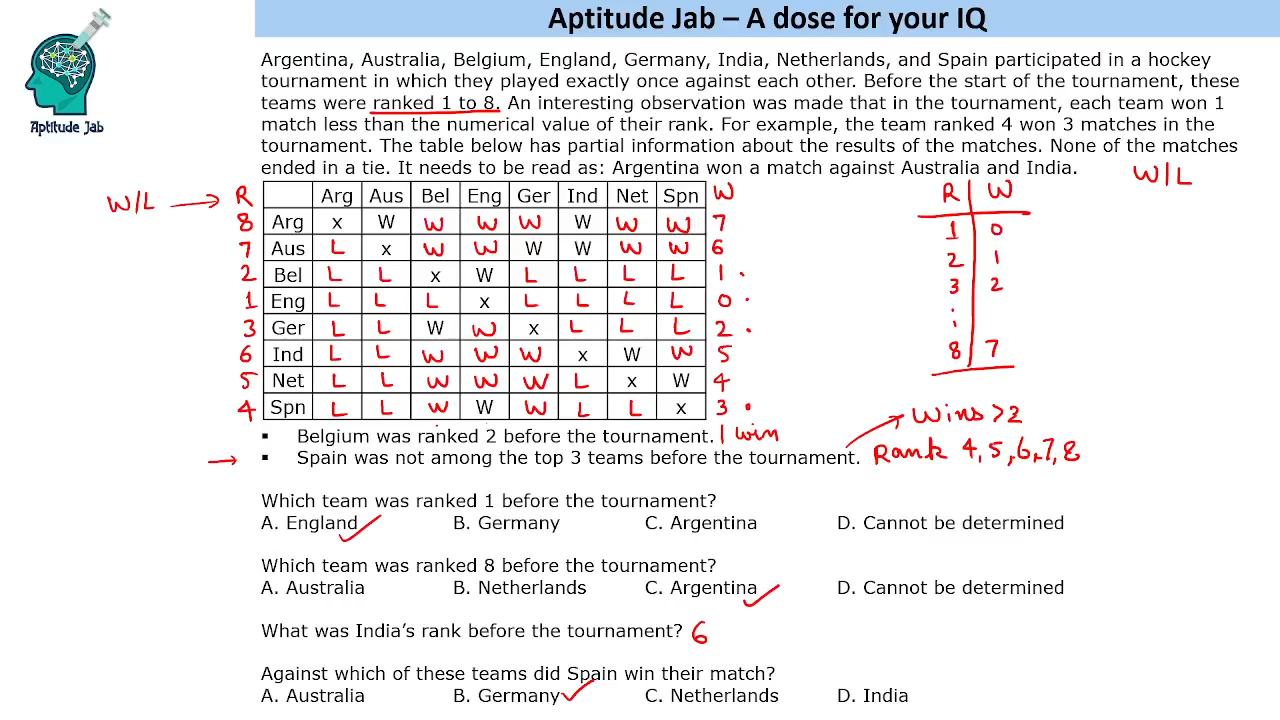 Aptitude Jab – A dose for your IQ
Aptitude Jab
Argentina, Australia, Belgium, England, Germany, India, Netherlands, and Spain participated in a hockey
tournament in which they played exactly once against each other. Before the start of the tournament, these
teams were ranked 1 to 8. An interesting observation was made that in the tournament, each team won 1
match less than the numerical value of their rank. For example, the team ranked 4 won 3 matches in the
tournament. The table below has partial information about the results of the matches. None of the matches
ended in a tie. It needs to be read as: Argentina won a match against Australia and India.
W/L
W/L → R Arg Aus Bel Eng Ger Ind Net Spn W
8 Arg x W W W W W W W 7
7 Aus L x W W W W W W 6
2 Bel L L x W L L L L 1
1 Eng L L L x L L L L 0
3 Ger L L W W x L L L 2
6 Ind L L W W W x W W 5
5 Net L L W W W L x W 4
4 Spn L L W W W L L x 3
R W
1 0
2 1
3 2
:
8 7
▪ Belgium was ranked 2 before the tournament. 1 win
Wins >2
→ ▪ Spain was not among the top 3 teams before the tournament. Rank 4, 5, 6, 7, 8
Which team was ranked 1 before the tournament?
A. England B. Germany C. Argentina D. Cannot be determined
Which team was ranked 8 before the tournament?
A. Australia B. Netherlands C. Argentina D. Cannot be determined
What was India's rank before the tournament? 6
Against which of these teams did Spain win their match?
A. Australia B. Germany C. Netherlands D. India